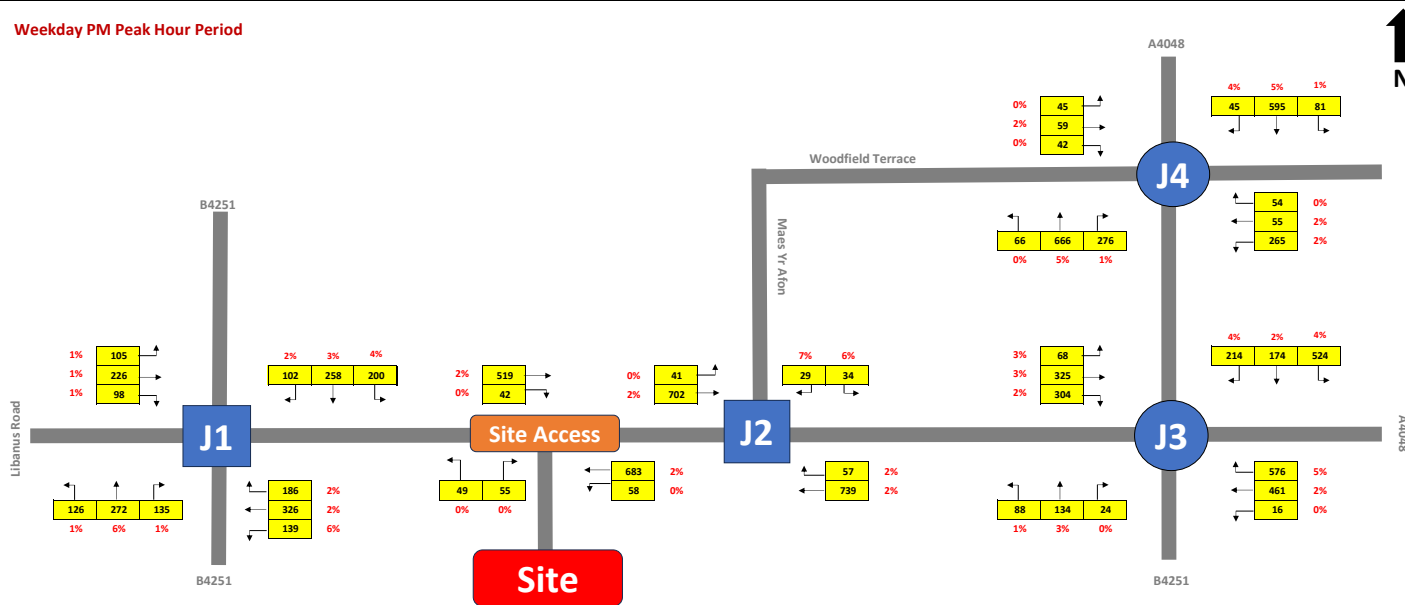 Weekday PM Peak Hour Period
N
A4048
4% 5% 1%
45 595 81
0% 45
2% 59
0% 42
Woodfield Terrace
J4
54 0%
55 2%
265 2%
66 666 276
0% 5% 1%
Maes Yr Afon
B4251
1% 105
1% 226
1% 98
2% 3% 4%
102 258 200
2% 519
0% 42
0% 41
2% 702
7% 6%
29 34
3% 68
3% 325
2% 304
4% 2% 4%
214 174 524
Libanus Road
J1
Site Access
J2
J3
A4048
126 272 135
1% 6% 1%
186 2%
326 2%
139 6%
49 55
0% 0%
683 2%
58 0%
57 2%
739 2%
88 134 24
1% 3% 0%
576 5%
461 2%
16 0%
B4251
Site
B4251